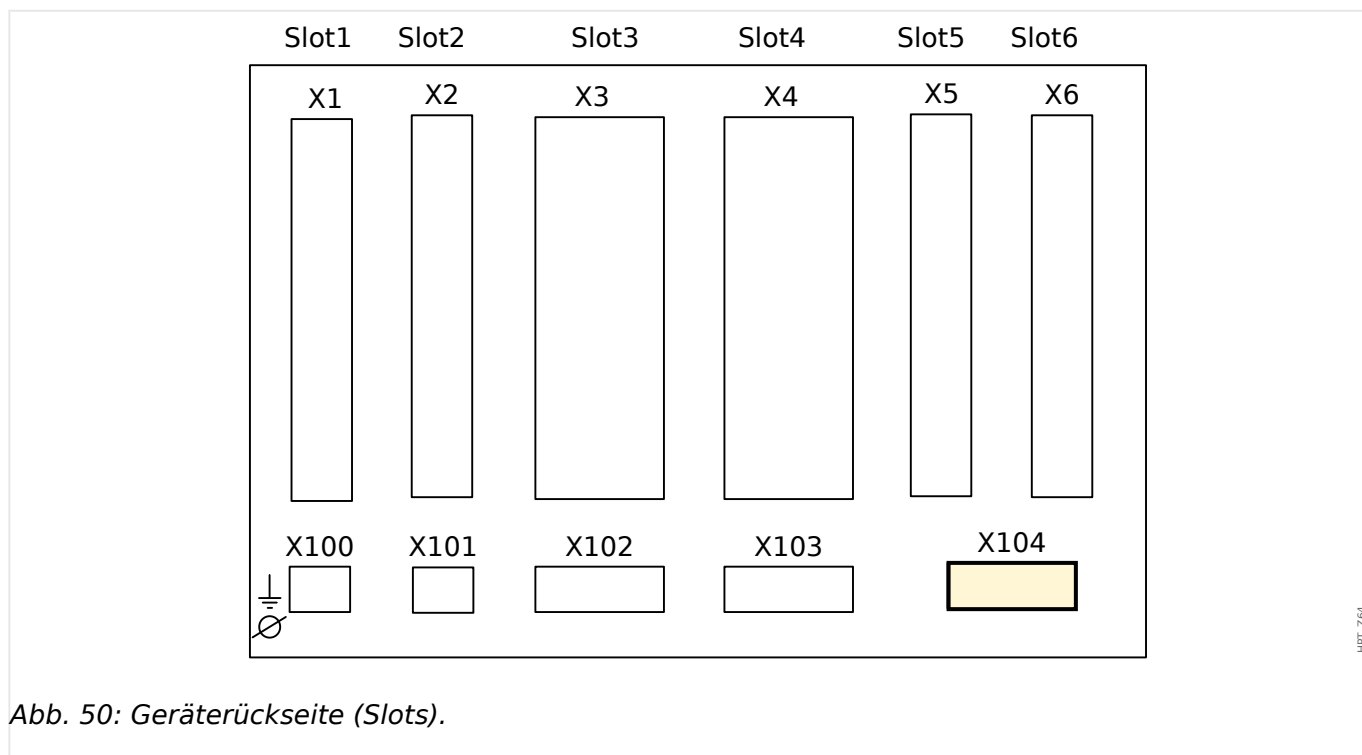 Slot1 Slot2 Slot3 Slot4 Slot5 Slot6
X1 X2 X3 X4 X5 X6
X100 X101 X102 X103 X104
Abb. 50: Geräterückseite (Slots).